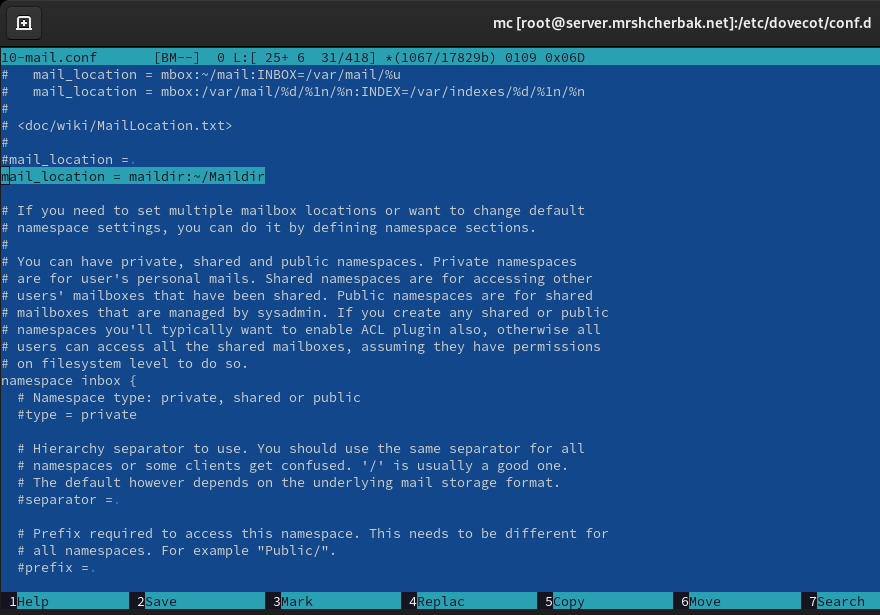 mc [root@server.mrshcherbak.net]:/etc/dovecot/conf.d
10-mail.conf       [BM--]  0 L:[ 25+ 6  31/418] *(1067/17829b) 0109 0x06D
#   mail_location = mbox:~/mail:INBOX=/var/mail/%u
#   mail_location = mbox:/var/mail/%d/%1n/%n:INDEX=/var/indexes/%d/%1n/%n
#
# <doc/wiki/MailLocation.txt>
#
#mail_location =.
mail_location = maildir:~/Maildir
# If you need to set multiple mailbox locations or want to change default
# namespace settings, you can do it by defining namespace sections.
#
# You can have private, shared and public namespaces. Private namespaces
# are for user's personal mails. Shared namespaces are for accessing other
# users' mailboxes that have been shared. Public namespaces are for shared
# mailboxes that are managed by sysadmin. If you create any shared or public
# namespaces you'll typically want to enable ACL plugin also, otherwise all
# users can access all the shared mailboxes, assuming they have permissions
# on filesystem level to do so.
namespace inbox {
  # Namespace type: private, shared or public
  #type = private
  # Hierarchy separator to use. You should use the same separator for all
  # namespaces or some clients get confused. '/' is usually a good one.
  # The default however depends on the underlying mail storage format.
  #separator =.
  # Prefix required to access this namespace. This needs to be different for
  # all namespaces. For example "Public/".
  #prefix =.
1Help 2Save 3Mark 4Replac 5Copy 6Move 7Search